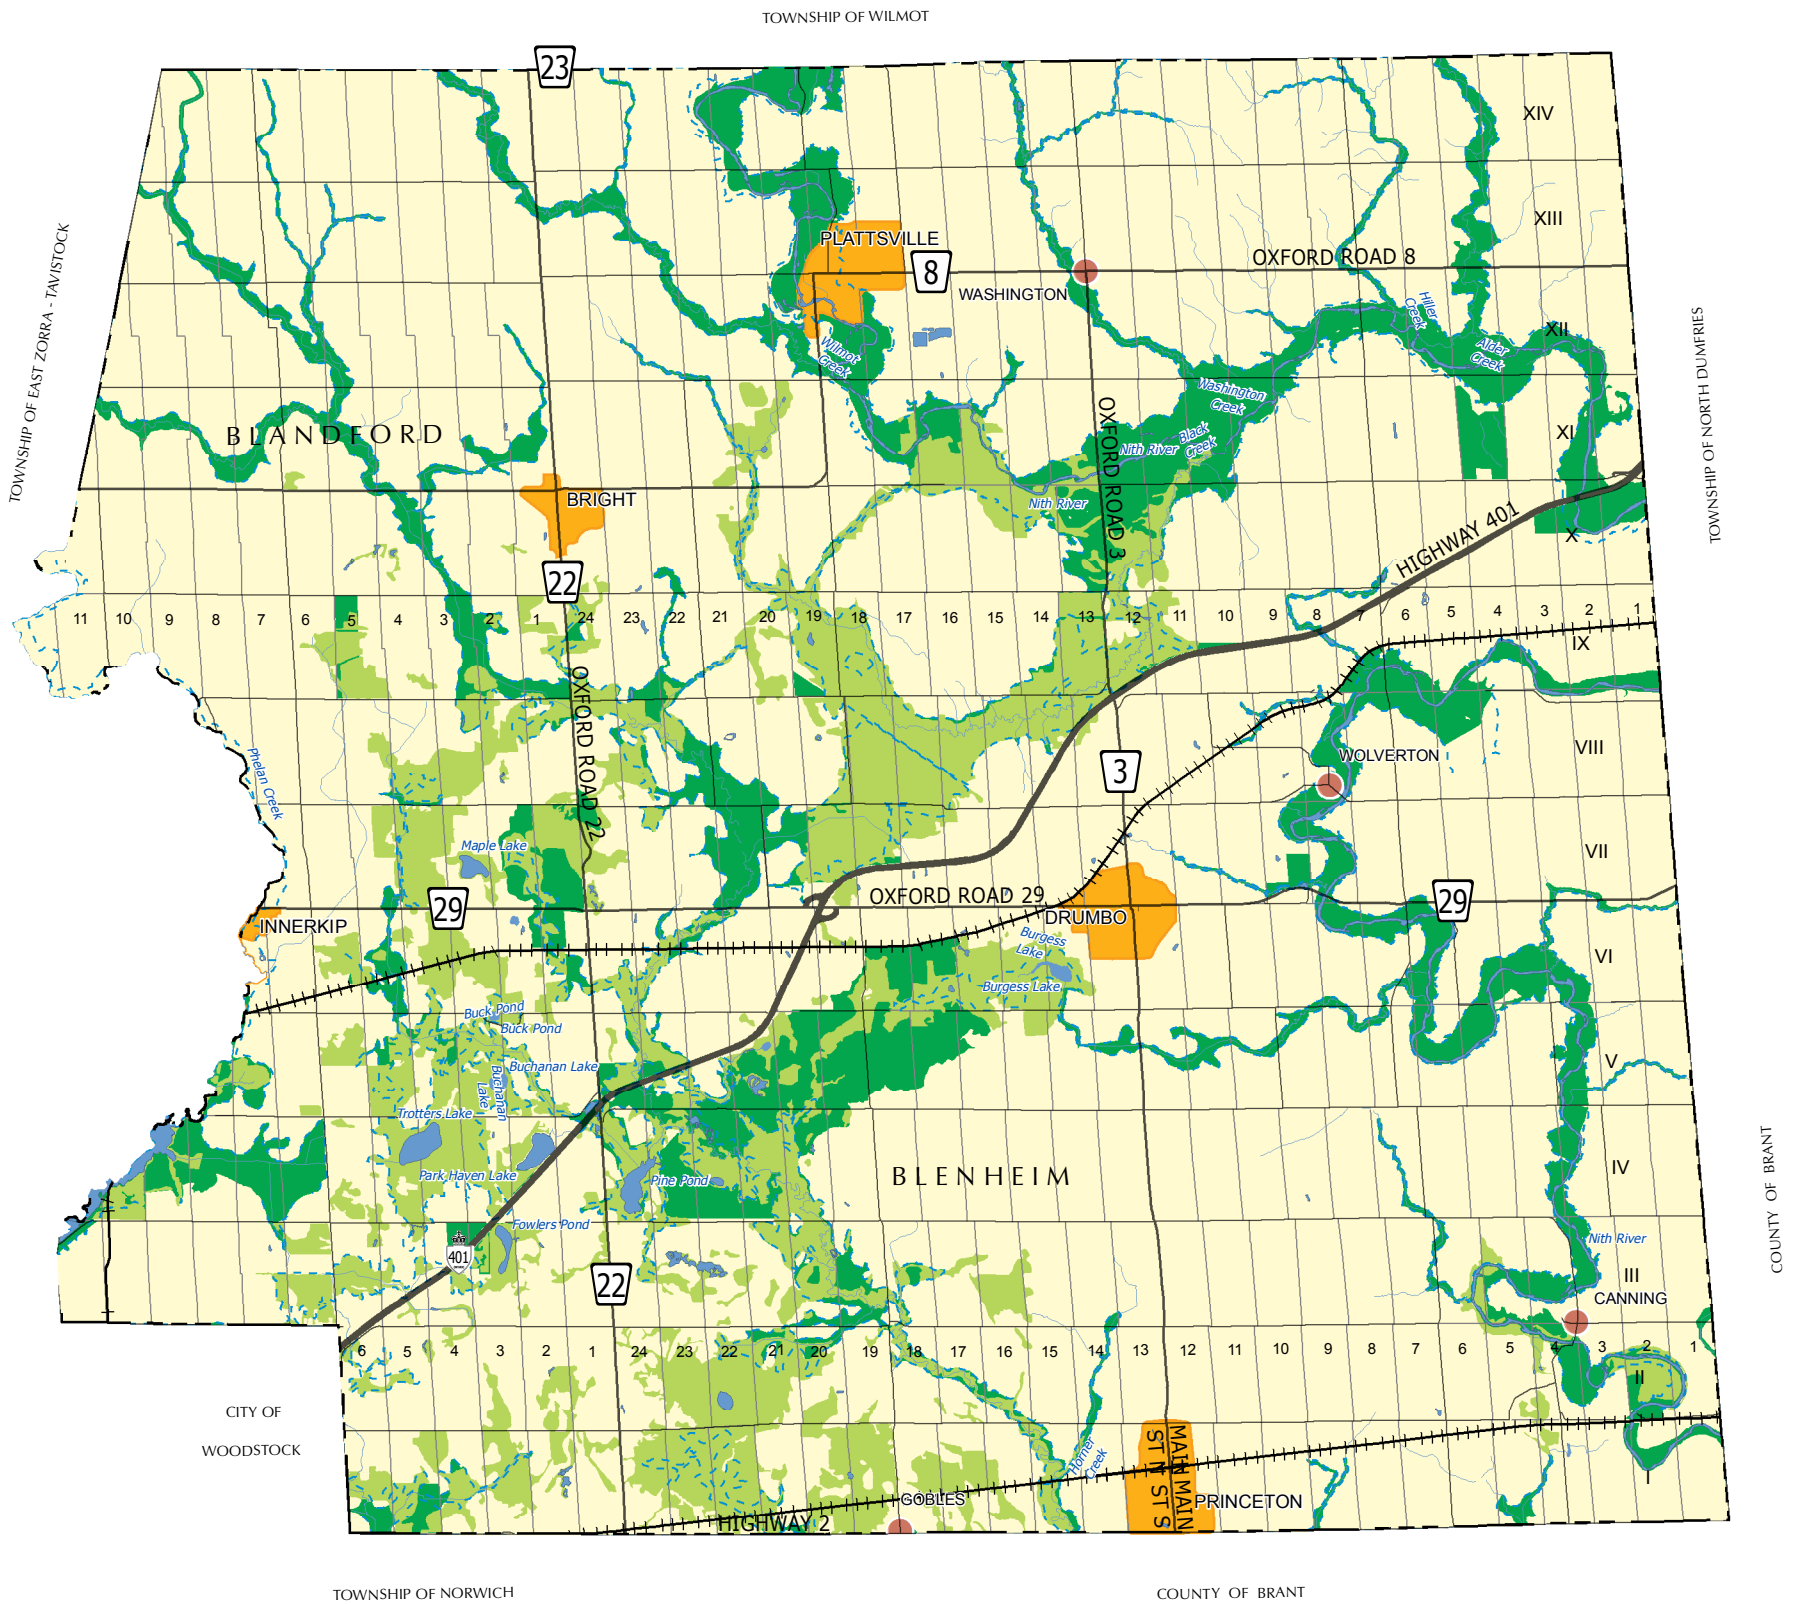 TOWNSHIP OF WILMOT
23
XIV
XIII
PLATTSVILLE
8
OXFORD ROAD 8
WASHINGTON
Hiller
Creek
XII
Wilmot
Creek
Alder
Creek
TOWNSHIP OF EAST ZORRA - TAVISTOCK
TOWNSHIP OF NORTH DUMFRIES
Washington
Creek
BLANDFORD
OXFORD ROAD 3
Black
Creek
Nith River
XI
BRIGHT
Nith River
HIGHWAY 401
X
22
11 10 9 8 7 6 5 4 3 2 1 24 23 22 21 20 19 18 17 16 15 14 13 12 11 10 9 8 7 6 5 4 3 2 1
IX
OXFORD ROAD 22
VIII
WOLVERTON
3
Phelan Creek
Maple Lake
VII
29
OXFORD ROAD 29
29
DRUMBO
INNERKIP
Burgess
Lake
VI
Burgess Lake
Buck Pond
Buck Pond
Buchanan Lake
Buchanan
Lake
V
Trotters Lake
Park Haven Lake
Pine Pond
BLENHEIM
IV
COUNTY OF BRANT
Fowlers Pond
Nith River
401
22
III
CANNING
6 5 4 3 2 1 24 23 22 21 20 19 18 17 16 15 14 13 12 11 10 9 8 7 6 5 4 3 2 1
II
CITY OF
WOODSTOCK
Horner
Creek
MAIN MAIN
ST N ST S
I
GOBLES
PRINCETON
HIGHWAY 2
TOWNSHIP OF NORWICH
COUNTY OF BRANT